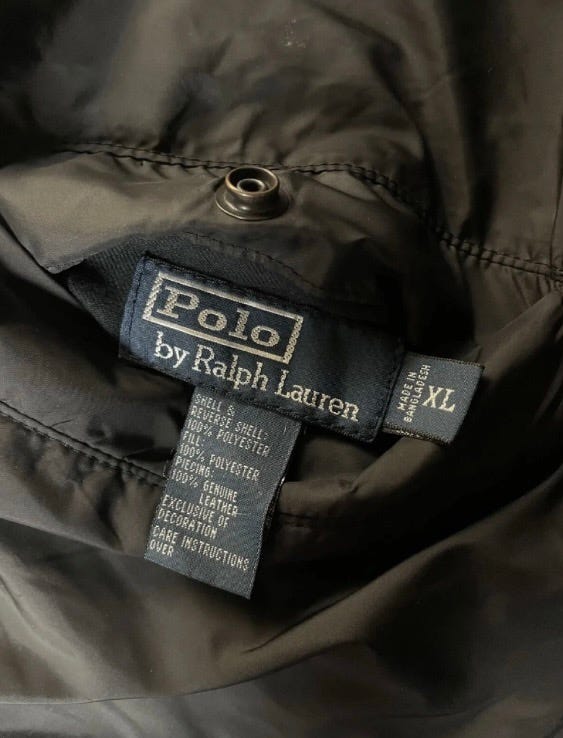 Polo
by Ralph Lauren
MADE IN
BANGLADESH
XL
SHELL &
REVERSE SHELL:
100% POLYESTER
FILL:
100% POLYESTER
PIECING:
100% GENUINE
LEATHER
EXCLUSIVE OF
DECORATION
CARE INSTRUCTIONS
OVER